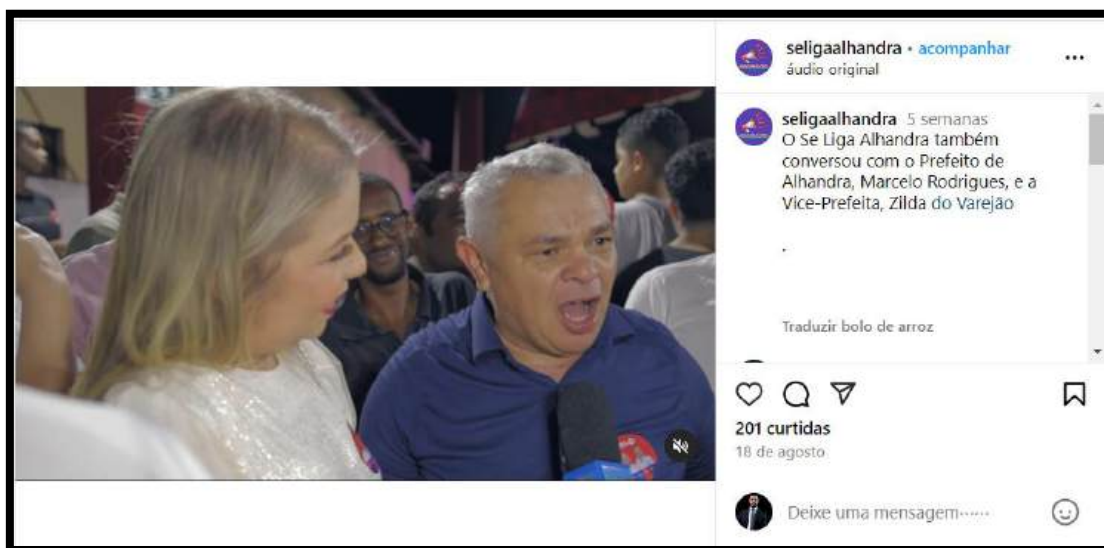 seligaalhandra • acompanhar
áudio original
seligaalhandra 5 semanas
O Se Liga Alhandra também
conversou com o Prefeito de
Alhandra, Marcelo Rodrigues, e a
Vice-Prefeita, Zilda do Varejão
.
Traduzir bolo de arroz
201 curtidas
18 de agosto
Deixe uma mensagem······